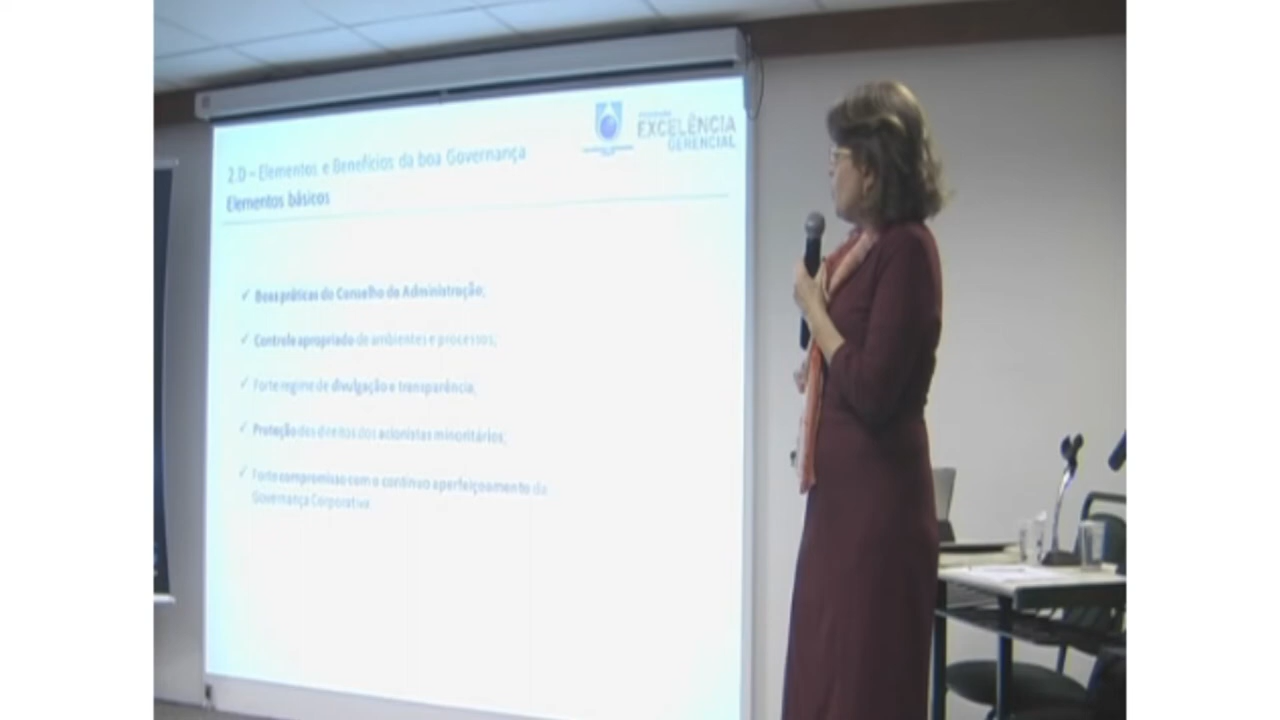 EXCELÊNCIA
GERENCIAL
2.D – Elementos e Benefícios da boa Governança
Elementos básicos
✓ Boas práticas do Conselho de Administração;
✓ Controle apropriado de ambientes e processos;
✓ Forte regime de divulgação e transparência;
✓ Proteção dos direitos dos acionistas minoritários;
✓ Forte compromisso com o contínuo aperfeiçoamento da
Governança Corporativa.